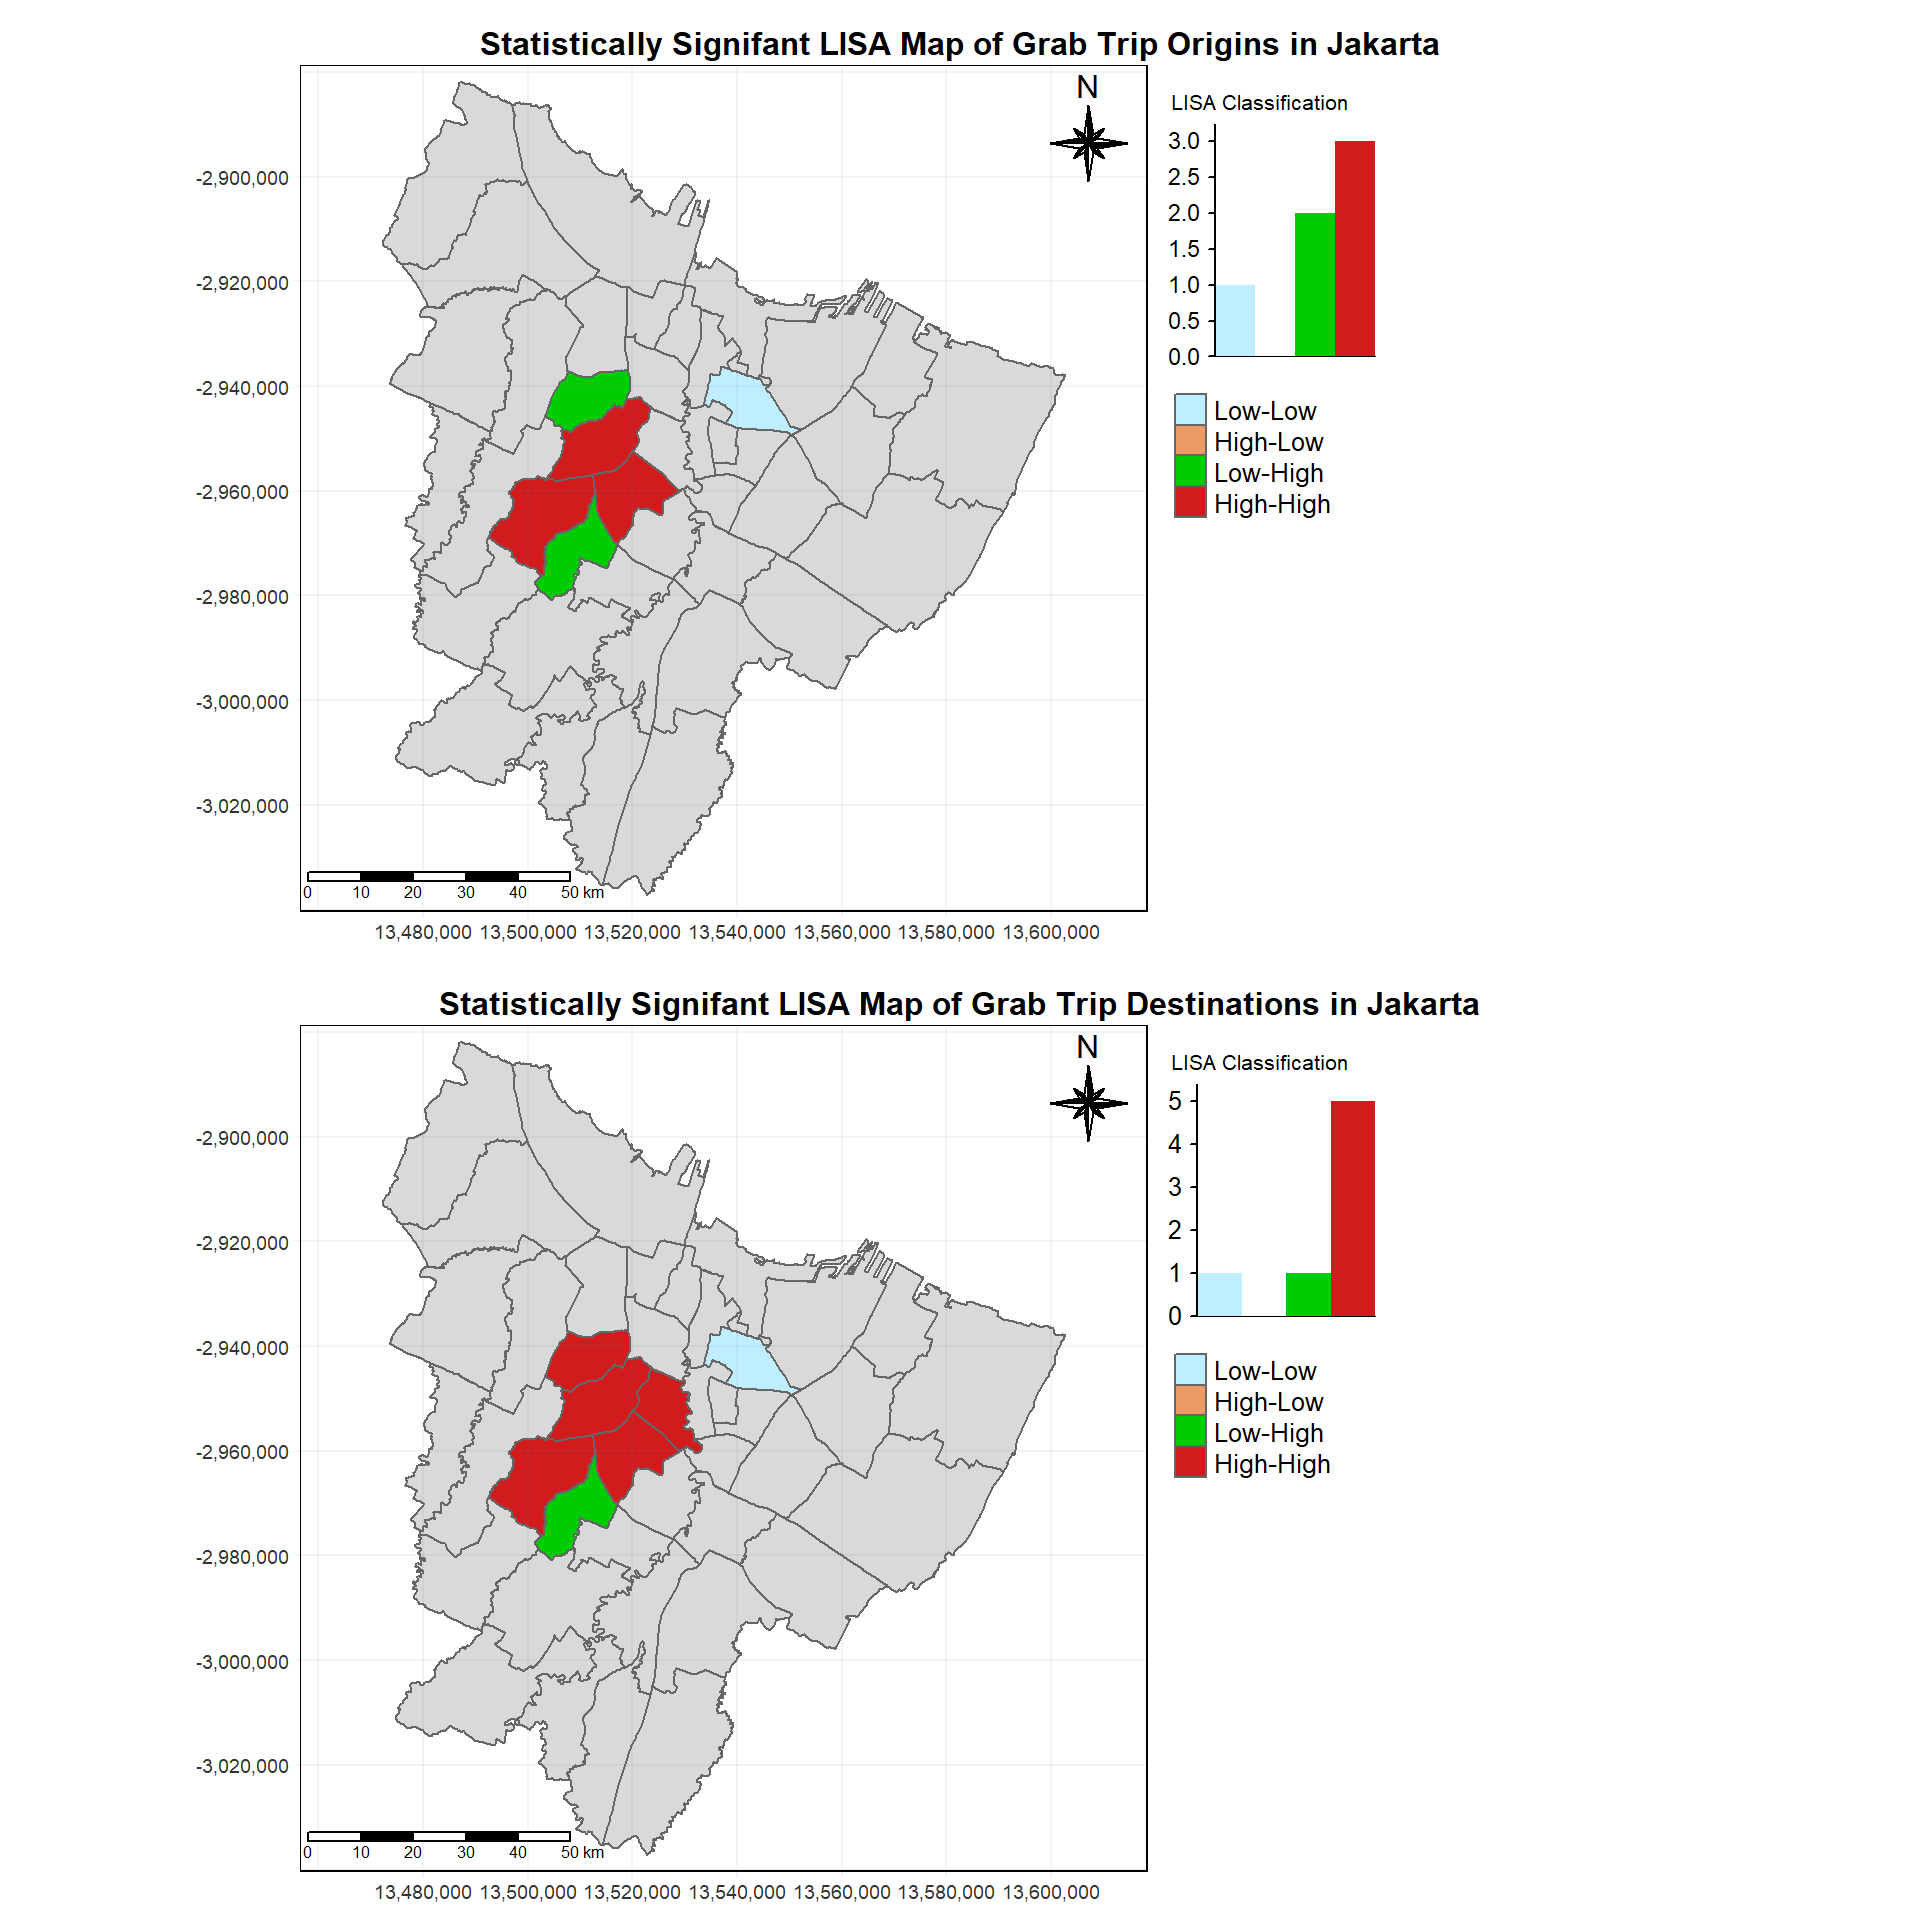 Statistically Signifant LISA Map of Grab Trip Origins in Jakarta
N
LISA Classification
3.0
2.5
2.0
1.5
1.0
0.5
0.0
Low-Low
High-Low
Low-High
High-High
-2,900,000
-2,920,000
-2,940,000
-2,960,000
-2,980,000
-3,000,000
-3,020,000
0 10 20 30 40 50 km
13,480,000 13,500,000 13,520,000 13,540,000 13,560,000 13,580,000 13,600,000
Statistically Signifant LISA Map of Grab Trip Destinations in Jakarta
N
LISA Classification
5
4
3
2
1
0
Low-Low
High-Low
Low-High
High-High
-2,900,000
-2,920,000
-2,940,000
-2,960,000
-2,980,000
-3,000,000
-3,020,000
0 10 20 30 40 50 km
13,480,000 13,500,000 13,520,000 13,540,000 13,560,000 13,580,000 13,600,000